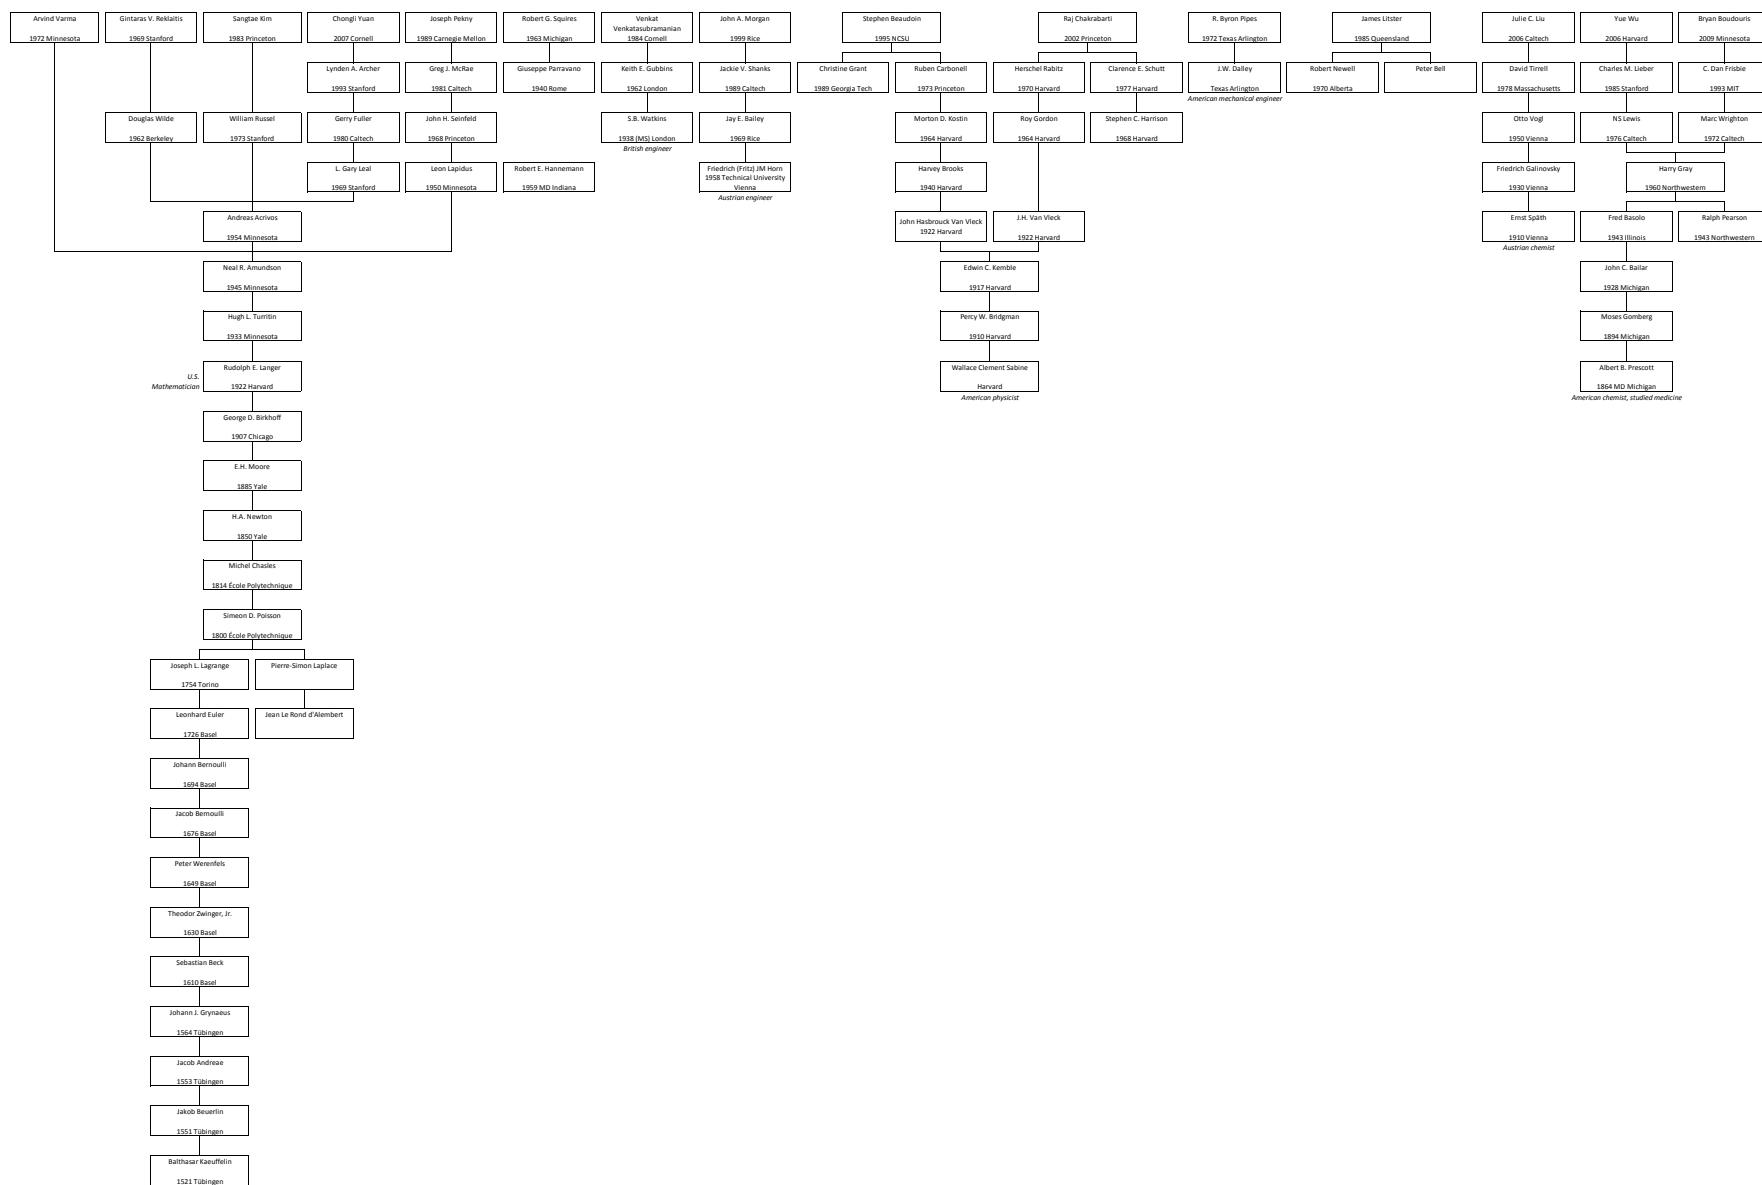 Arvind Varma
1972 Minnesota
Gintaras V. Reklaitis
1969 Stanford
Sangtae Kim
1983 Princeton
Chongli Yuan
2007 Cornell
Joseph Pekny
1989 Carnegie Mellon
Robert G. Squires
1963 Michigan
Venkat
Venkatasubramanian
1984 Cornell
John A. Morgan
1999 Rice
Stephen Beaudoin
1995 NCSU
Raj Chakrabarti
2002 Princeton
R. Byron Pipes
1972 Texas Arlington
James Litster
1985 Queensland
Julie C. Liu
2006 Caltech
Yue Wu
2006 Harvard
Bryan Boudouris
2009 Minnesota
Lynden A. Archer
1993 Stanford
Greg J. McRae
1981 Caltech
Giuseppe Parravano
1940 Rome
Keith E. Gubbins
1962 London
Jackie V. Shanks
1989 Caltech
Christine Grant
1989 Georgia Tech
Ruben Carbonell
1973 Princeton
Herschel Rabitz
1970 Harvard
Clarence E. Schutt
1977 Harvard
J.W. Dalley
Texas Arlington
American mechanical engineer
Robert Newell
1970 Alberta
Peter Bell
David Tirrell
1978 Massachusetts
Charles M. Lieber
1985 Stanford
C. Dan Frisbie
1993 MIT
Douglas Wilde
1962 Berkeley
William Russel
1973 Stanford
Gerry Fuller
1980 Caltech
John H. Seinfeld
1968 Princeton
S.B. Watkins
1938 (MS) London
British engineer
Jay E. Bailey
1969 Rice
Morton D. Kostin
1964 Harvard
Roy Gordon
1964 Harvard
Stephen C. Harrison
1968 Harvard
Otto Vogl
1950 Vienna
NS Lewis
1976 Caltech
Marc Wrighton
1972 Caltech
L. Gary Leal
1969 Stanford
Leon Lapidus
1950 Minnesota
Robert E. Hannemann
1959 MD Indiana
Friedrich (Fritz) JM Horn
1958 Technical University
Vienna
Austrian engineer
Harvey Brooks
1940 Harvard
Friedrich Galinovsky
1930 Vienna
Harry Gray
1960 Northwestern
Andreas Acrivos
1954 Minnesota
John Hasbrouck Van Vleck
1922 Harvard
J.H. Van Vleck
1922 Harvard
Ernst Späth
1910 Vienna
Austrian chemist
Fred Basolo
1943 Illinois
Ralph Pearson
1943 Northwestern
Neal R. Amundson
1945 Minnesota
Edwin C. Kemble
1917 Harvard
John C. Bailar
1928 Michigan
Hugh L. Turritin
1933 Minnesota
Percy W. Bridgman
1910 Harvard
Moses Gomberg
1894 Michigan
U.S.
Mathematician
Rudolph E. Langer
1922 Harvard
Wallace Clement Sabine
Harvard
American physicist
Albert B. Prescott
1864 MD Michigan
American chemist, studied medicine
George D. Birkhoff
1907 Chicago
E.H. Moore
1885 Yale
H.A. Newton
1850 Yale
Michel Chasles
1814 École Polytechnique
Simeon D. Poisson
1800 École Polytechnique
Joseph L. Lagrange
1754 Torino
Pierre-Simon Laplace
Leonhard Euler
1726 Basel
Jean Le Rond d'Alembert
Johann Bernoulli
1694 Basel
Jacob Bernoulli
1676 Basel
Peter Werenfels
1649 Basel
Theodor Zwinger, Jr.
1630 Basel
Sebastian Beck
1610 Basel
Johann J. Grynaeus
1564 Tübingen
Jacob Andreae
1553 Tübingen
Jakob Beuerlin
1551 Tübingen
Balthasar Kaeuffelin
1521 Tübingen